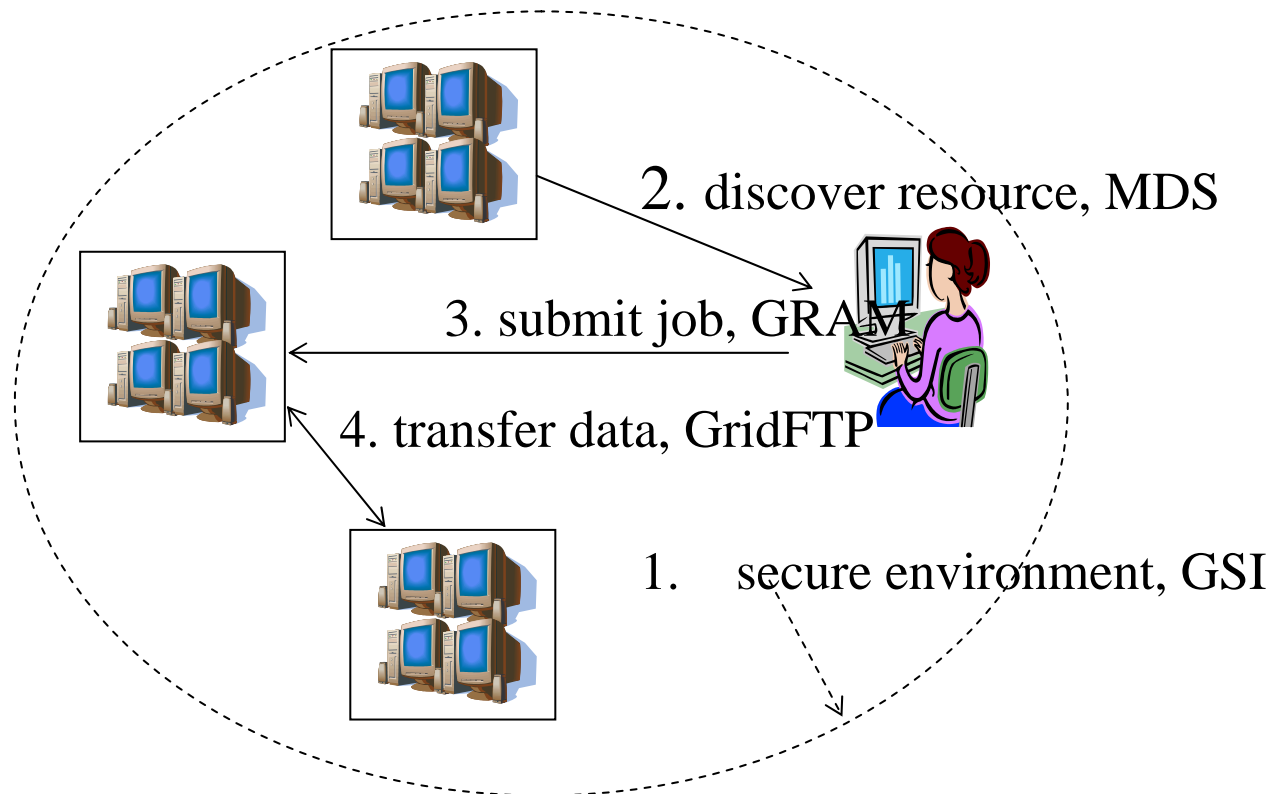 2. discover resource, MDS
3. submit job, GRAM
4. transfer data, GridFTP
1. secure environment, GSI